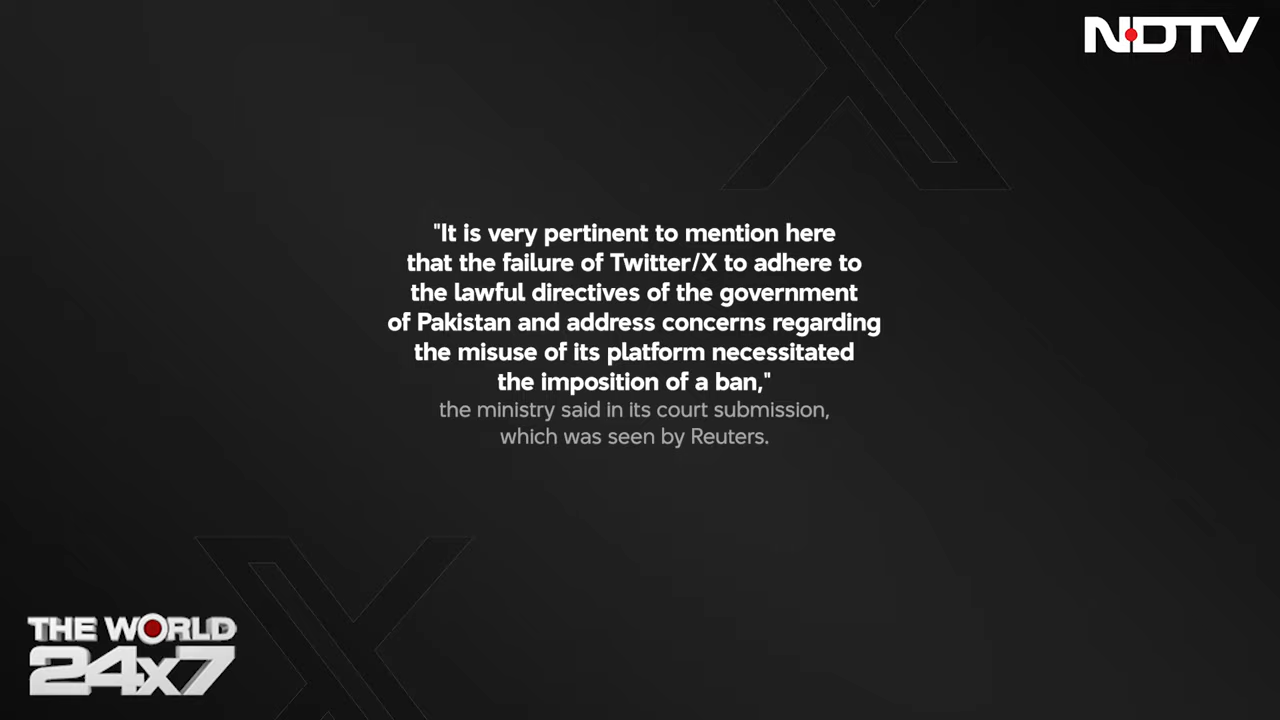 NDTV
"It is very pertinent to mention here
that the failure of Twitter/X to adhere to
the lawful directives of the government
of Pakistan and address concerns regarding
the misuse of its platform necessitated
the imposition of a ban,"
the ministry said in its court submission,
which was seen by Reuters.
THE WORLD
24x7